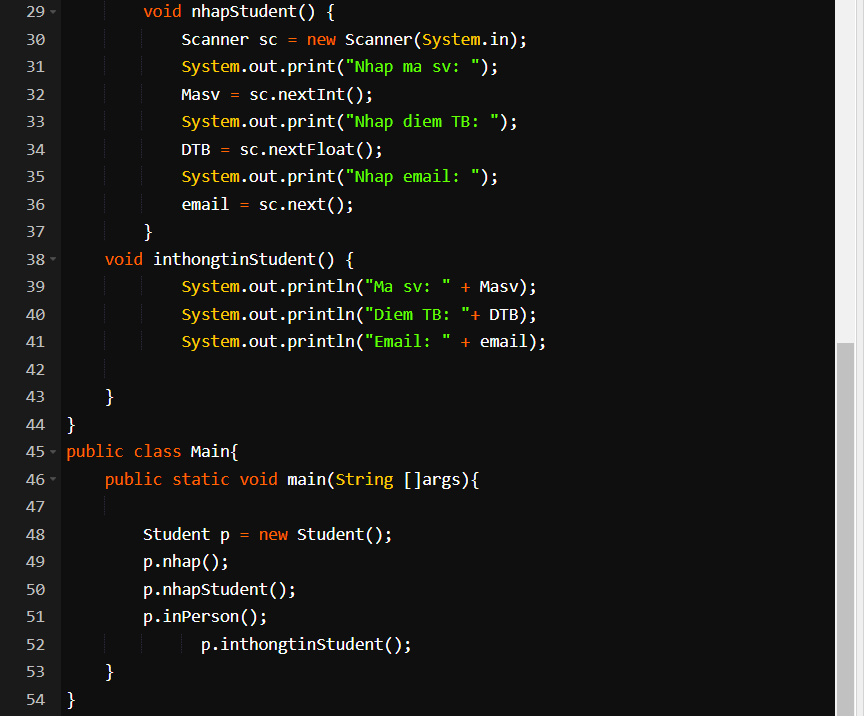 29 void nhapStudent() {
30 Scanner sc = new Scanner(System.in);
31 System.out.print("Nhap ma sv: ");
32 Masv = sc.nextInt();
33 System.out.print("Nhap diem TB: ");
34 DTB = sc.nextFloat();
35 System.out.print("Nhap email: ");
36 email = sc.next();
37 }
38 void inthongtinStudent() {
39 System.out.println("Ma sv: " + Masv);
40 System.out.println("Diem TB: "+ DTB);
41 System.out.println("Email: " + email);
42
43 }
44 }
45 public class Main{
46 public static void main(String []args){
47
48 Student p = new Student();
49 p.nhap();
50 p.nhapStudent();
51 p.inPerson();
52 p.inthongtinStudent();
53 }
54 }